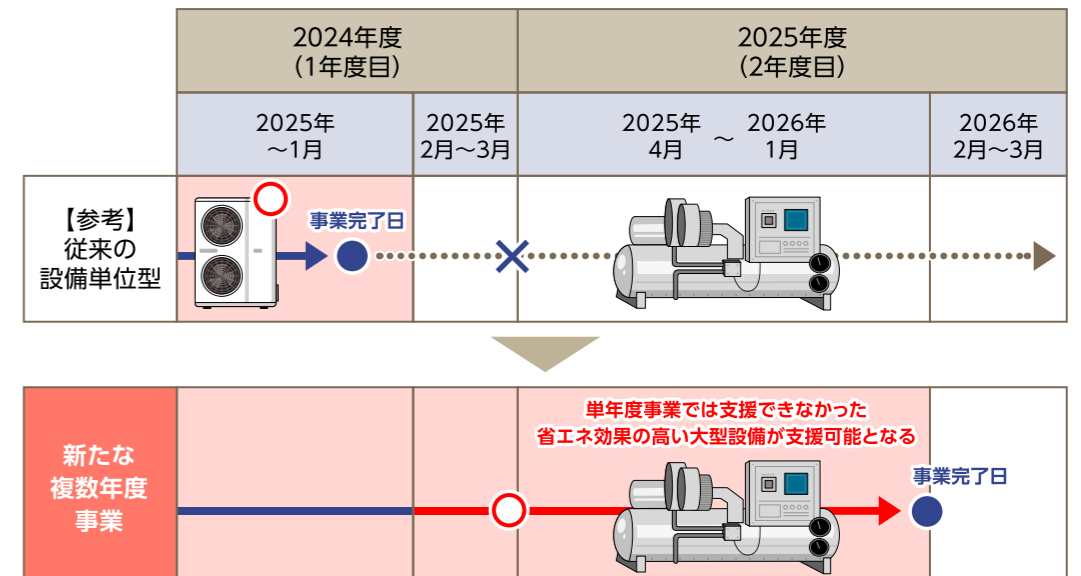 2024年度
（1年度目）
2025年度
（2年度目）
2025年
～1月
2025年
2月～3月
2025年
4月
～
2026年
1月
2026年
2月～3月
【参考】
従来の
設備単位型
事業完了日
新たな
複数年度
事業
単年度事業では支援できなかった
省エネ効果の高い大型設備が支援可能となる
事業完了日